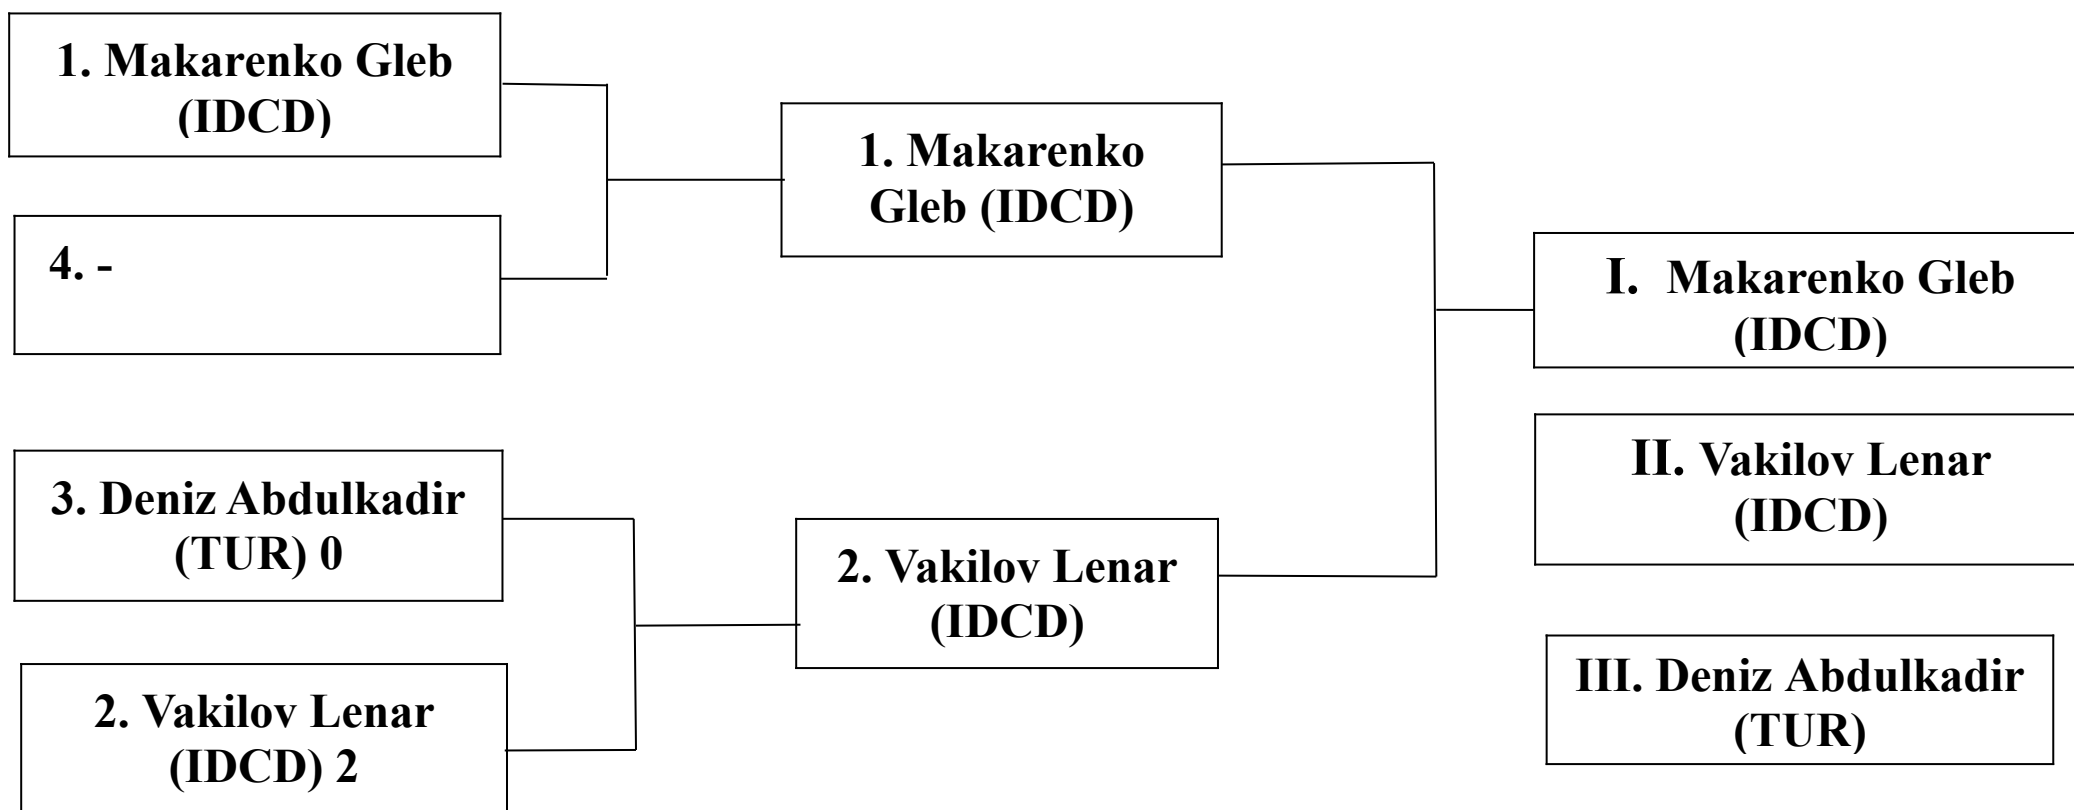 1. Makarenko Gleb
(IDCD)
4. -
3. Deniz Abdulkadir
(TUR) 0
2. Vakilov Lenar
(IDCD) 2
1. Makarenko
Gleb (IDCD)
2. Vakilov Lenar
(IDCD)
I. Makarenko Gleb
(IDCD)
II. Vakilov Lenar
(IDCD)
III. Deniz Abdulkadir
(TUR)